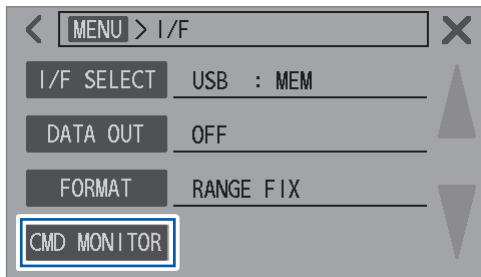 MENU > I/F
I/F SELECT USB : MEM
DATA OUT OFF
FORMAT RANGE FIX
CMD MONITOR